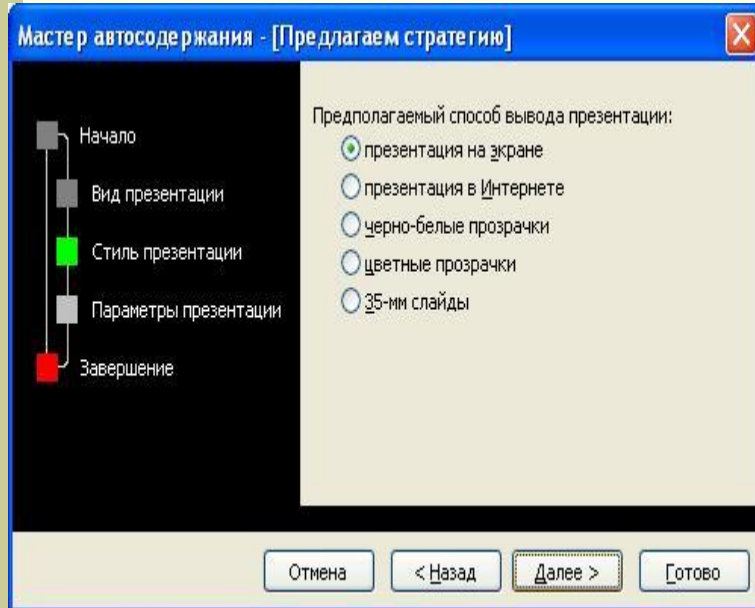 Мастер автосодержания - [Предлагаем стратегию]
Начало
Вид презентации
Стиль презентации
Параметры презентации
Завершение
Предполагаемый способ вывода презентации:
презентация на экране
презентация в Интернете
черно-белые прозрачки
цветные прозрачки
35-мм слайды
Отмена
< Назад
Далее >
Готово